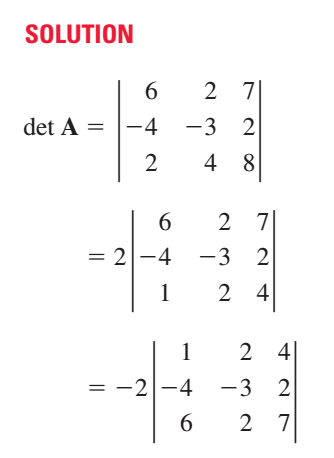 SOLUTION
det A = | 6 2 7 |
| −4 −3 2 |
| 2 4 8 |
= 2 | 6 2 7 |
| −4 −3 2 |
| 1 2 4 |
= −2 | 1 2 4 |
| −4 −3 2 |
| 6 2 7 |